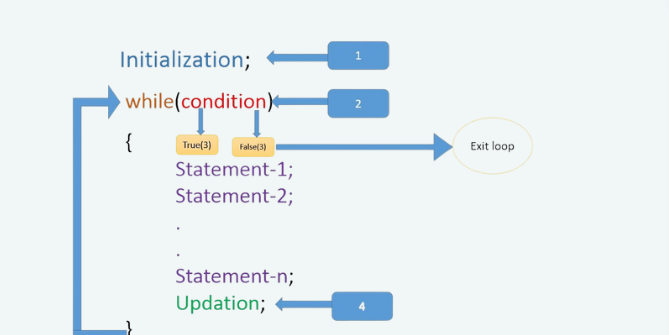 Initialization; 1
while(condition) 2
{ True(3) False(3) Exit loop
Statement-1;
Statement-2;
.
.
Statement-n;
Updation; 4
}